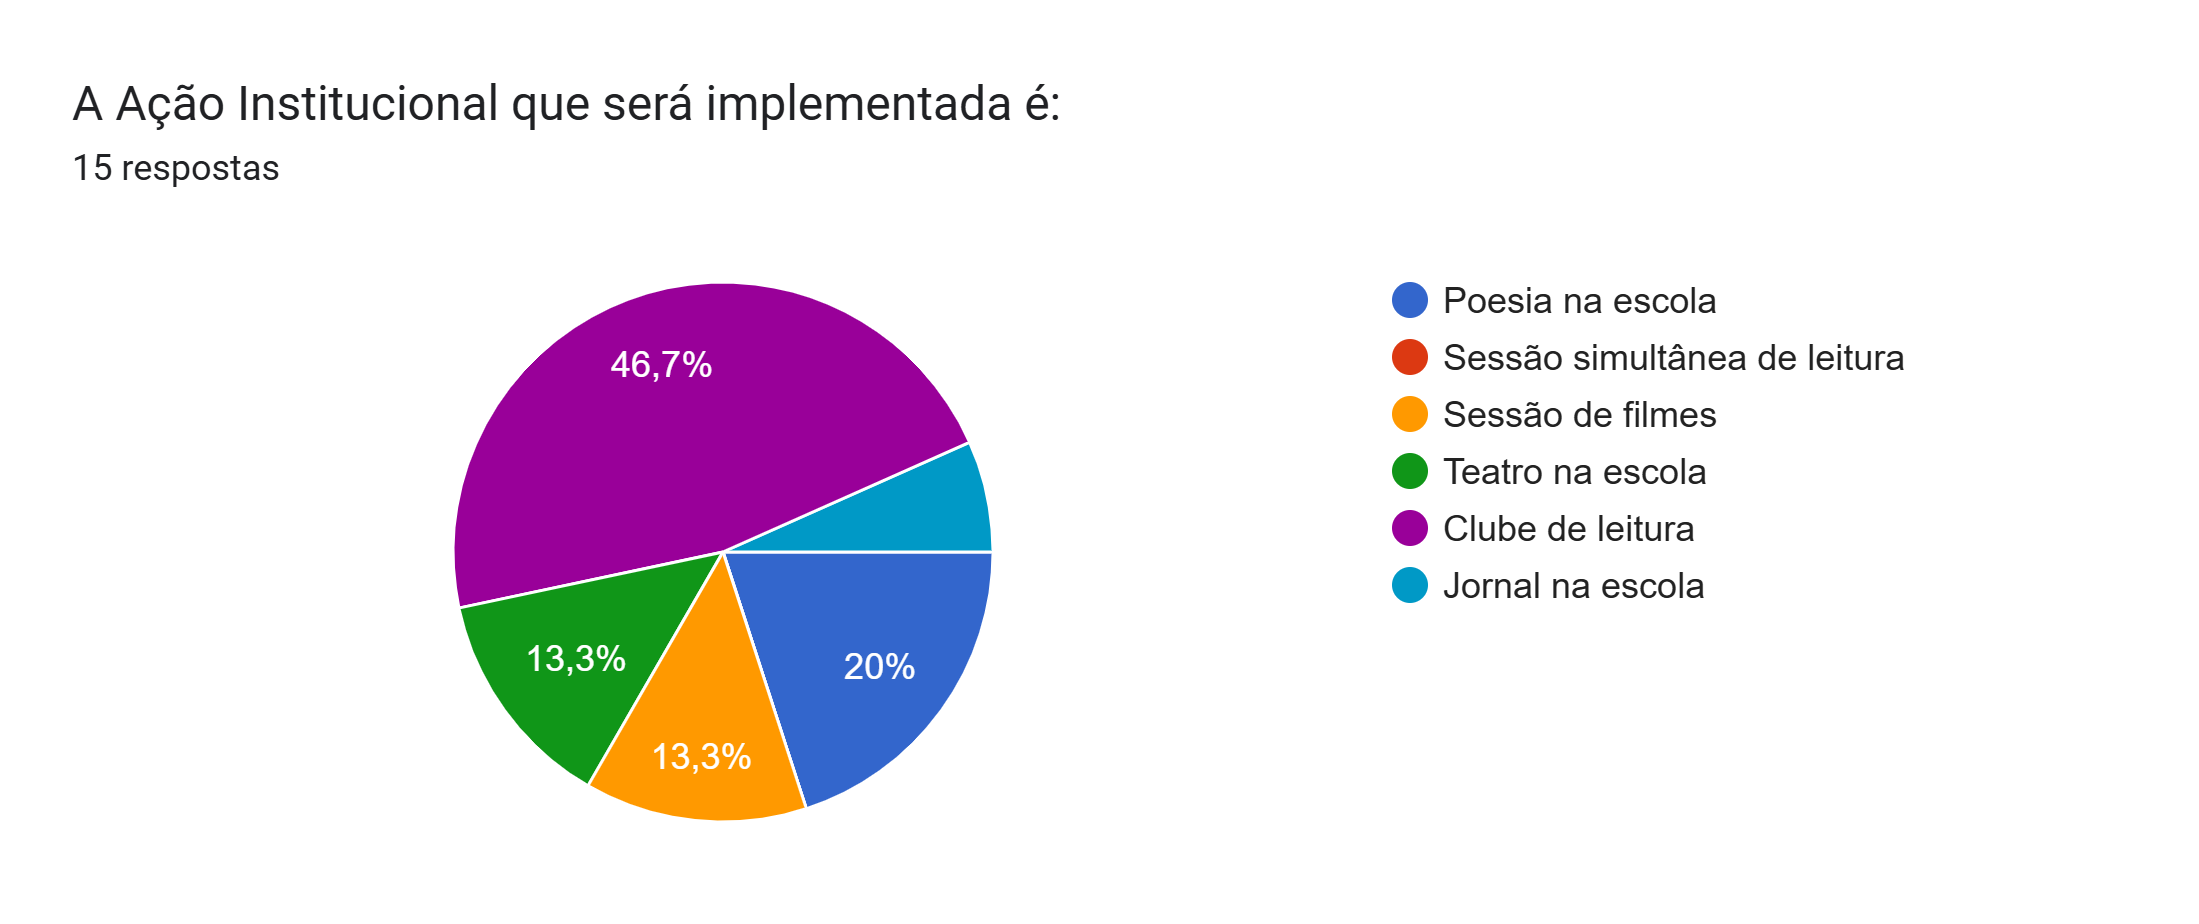 A Ação Institucional que será implementada é:
15 respostas
46,7%
13,3%
13,3%
20%
Poesia na escola
Sessão simultânea de leitura
Sessão de filmes
Teatro na escola
Clube de leitura
Jornal na escola